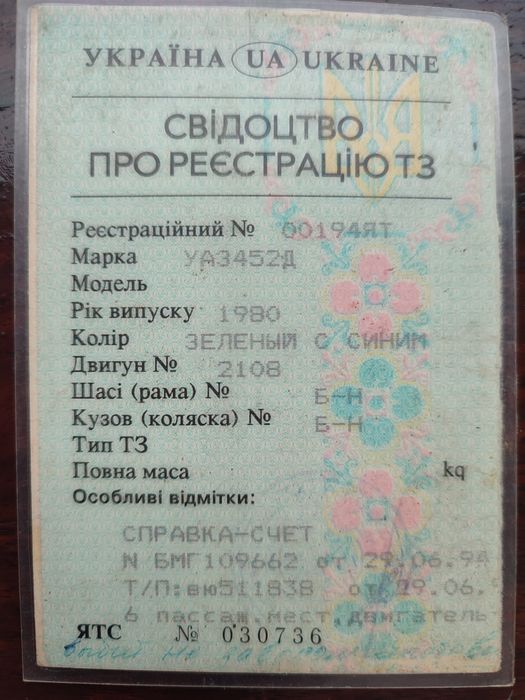 УКРАЇНА UA UKRAINE
СВІДОЦТВО
ПРО РЕЄСТРАЦІЮ ТЗ
Реєстраційний № 00194ЯТ
Марка УАЗ452Д
Модель
Рік випуску 1980
Колір ЗЕЛЕНЫЙ С СИНИМ
Двигун № 2108
Шасі (рама) № Б-Н
Кузов (коляска) № Б-Н
Тип ТЗ
Повна маса kq
Особливі відмітки:
СПРАВКА-СЧЕТ
N БМГ109662 от 29.06.94
Т/П:вю511838 от 29.06.
6 пассаж.мест,двигатель
ЯТС № 030736